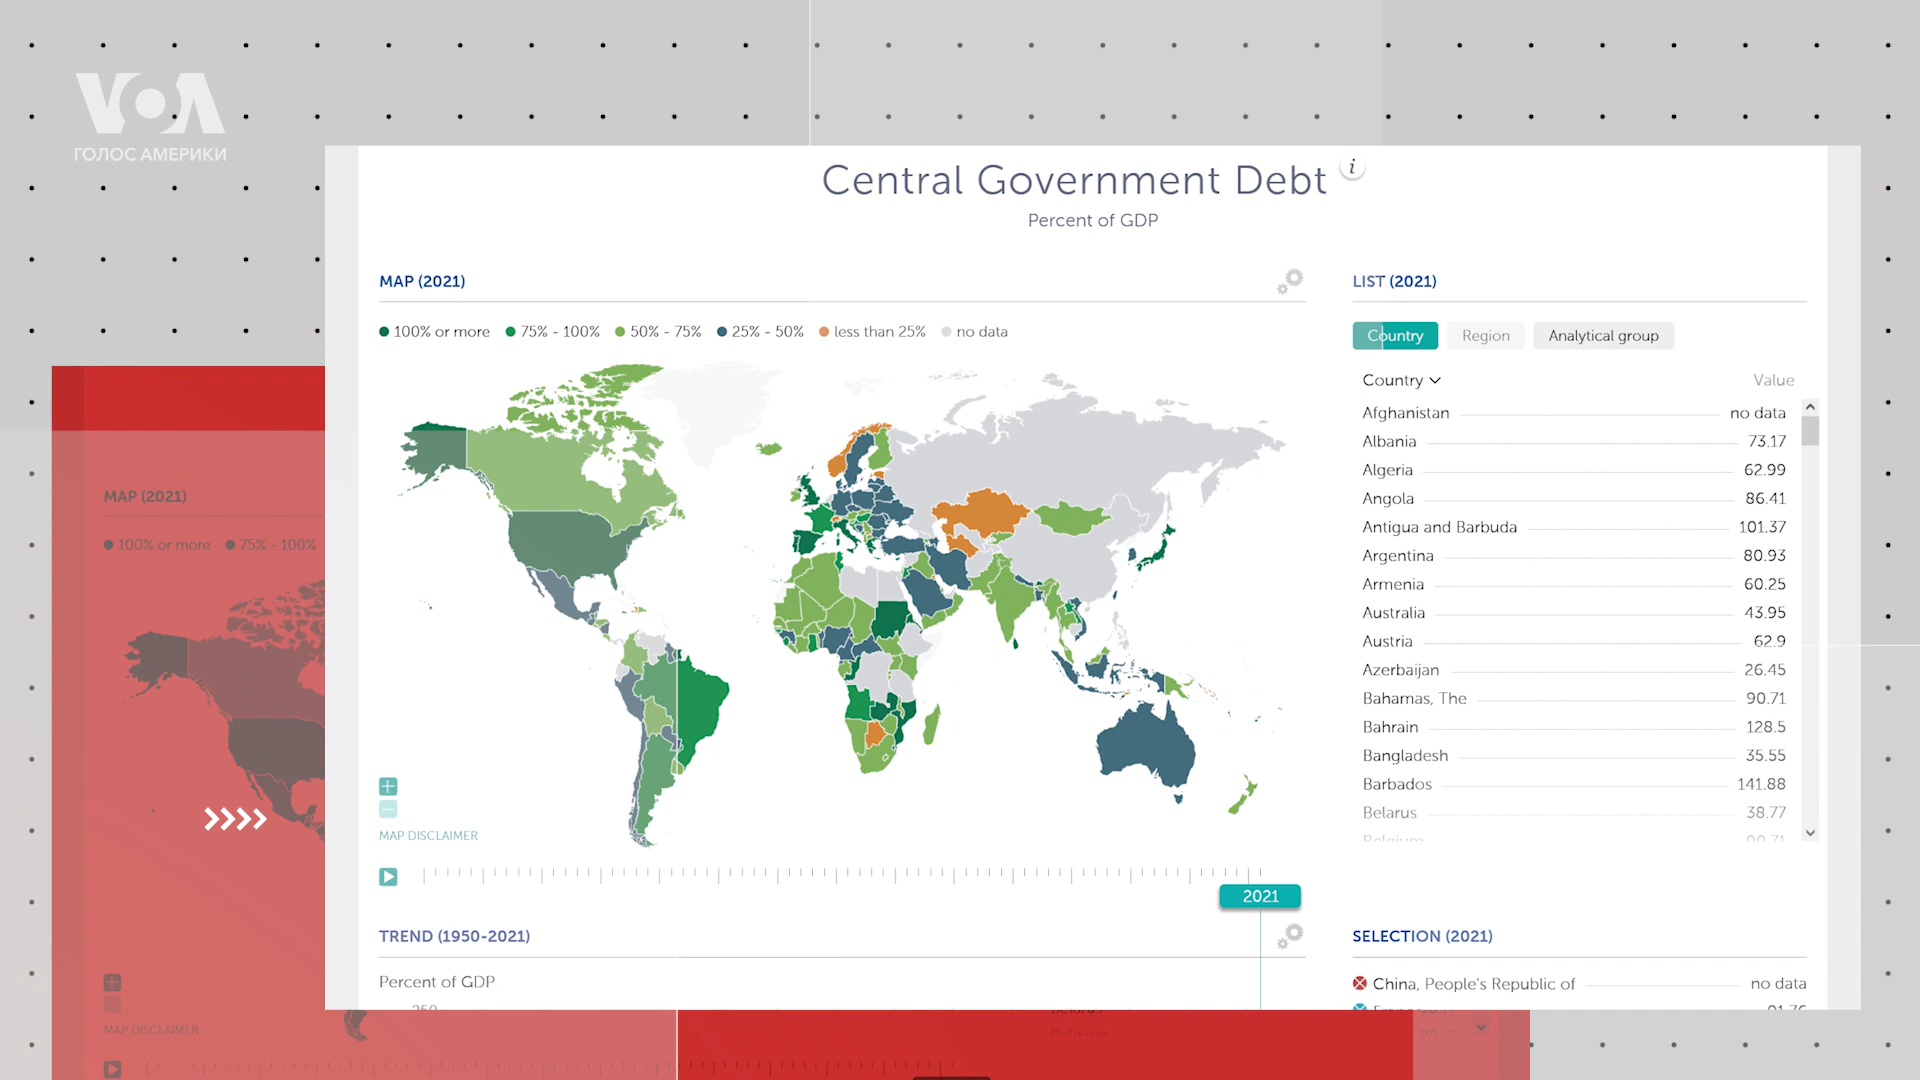 VOA
ГОЛОС АМЕРИКИ
Central Government Debt i
Percent of GDP
MAP (2021)
100% or more 75% - 100% 50% - 75% 25% - 50% less than 25% no data
MAP DISCLAIMER
2021
LIST (2021)
Country Region Analytical group
Country Value
Afghanistan no data
Albania 73.17
Algeria 62.99
Angola 86.41
Antigua and Barbuda 101.37
Argentina 80.93
Armenia 60.25
Australia 43.95
Austria 62.9
Azerbaijan 26.45
Bahamas, The 90.71
Bahrain 128.5
Bangladesh 35.55
Barbados 141.88
Belarus 38.77
TREND (1950-2021)
Percent of GDP
SELECTION (2021)
China, People's Republic of no data
MAP (2021)
100% or more 75% - 100%
MAP DISCLAIMER